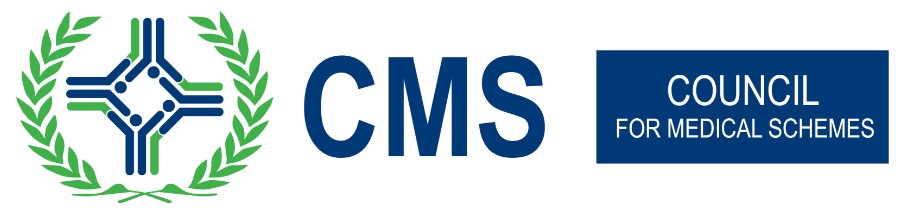 CMS
COUNCIL
FOR MEDICAL SCHEMES